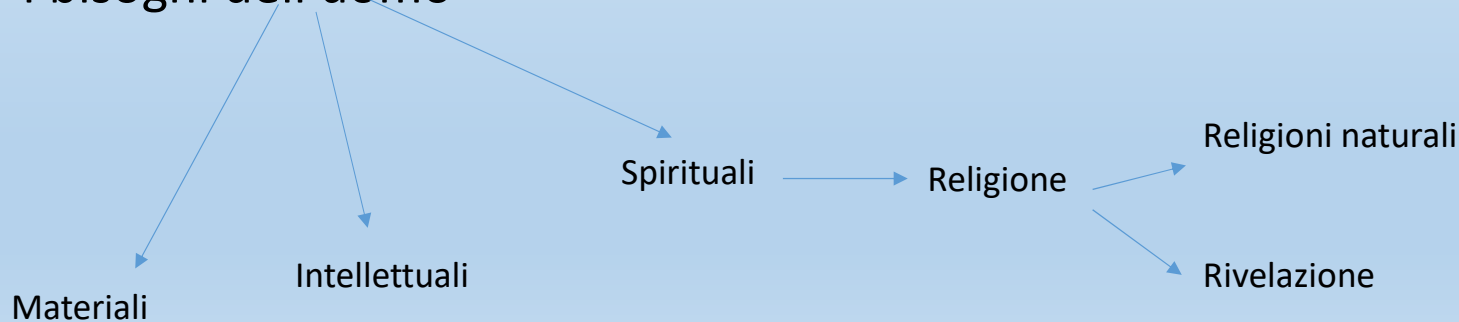 I bisogni dell'uomo
Religioni naturali
Spirituali
Religione
Intellettuali
Rivelazione
Materiali